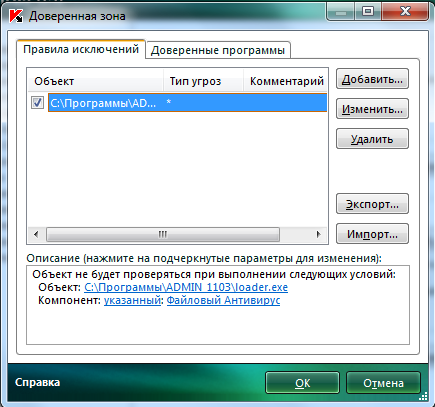 Доверенная зона
Правила исключений Доверенные программы
Объект Тип угроз Комментарий
C:\Программы\AD... *
Добавить...
Изменить...
Удалить
Экспорт...
Импорт...
Описание (нажмите на подчеркнутые параметры для изменения):
Объект не будет проверяться при выполнении следующих условий:
Объект: C:\Программы\ADMIN_1103\loader.exe
Компонент: указанный: Файловый Антивирус
Справка OK Отмена